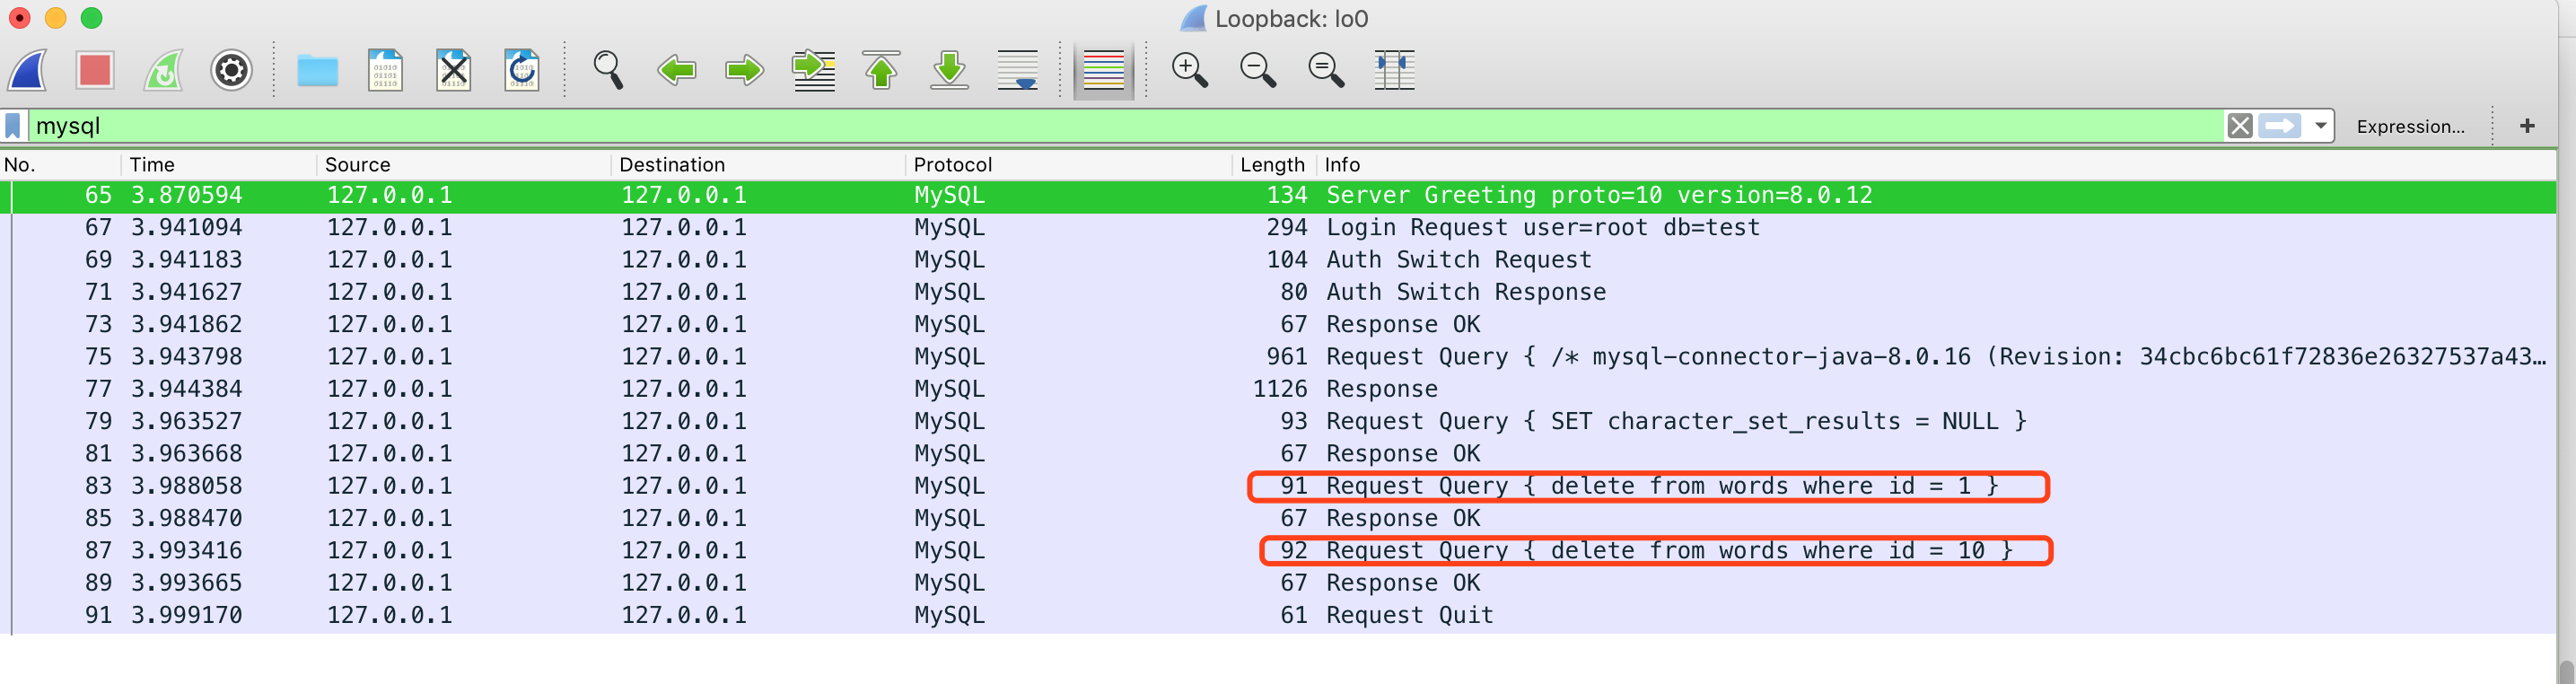 Loopback: lo0
mysql
Expression...
+
No. Time Source Destination Protocol Length Info
65 3.870594 127.0.0.1 127.0.0.1 MySQL 134 Server Greeting proto=10 version=8.0.12
67 3.941094 127.0.0.1 127.0.0.1 MySQL 294 Login Request user=root db=test
69 3.941183 127.0.0.1 127.0.0.1 MySQL 104 Auth Switch Request
71 3.941627 127.0.0.1 127.0.0.1 MySQL 80 Auth Switch Response
73 3.941862 127.0.0.1 127.0.0.1 MySQL 67 Response OK
75 3.943798 127.0.0.1 127.0.0.1 MySQL 961 Request Query { /* mysql-connector-java-8.0.16 (Revision: 34cbc6bc61f72836e26327537a43…
77 3.944384 127.0.0.1 127.0.0.1 MySQL 1126 Response
79 3.963527 127.0.0.1 127.0.0.1 MySQL 93 Request Query { SET character_set_results = NULL }
81 3.963668 127.0.0.1 127.0.0.1 MySQL 67 Response OK
83 3.988058 127.0.0.1 127.0.0.1 MySQL 91 Request Query { delete from words where id = 1 }
85 3.988470 127.0.0.1 127.0.0.1 MySQL 67 Response OK
87 3.993416 127.0.0.1 127.0.0.1 MySQL 92 Request Query { delete from words where id = 10 }
89 3.993665 127.0.0.1 127.0.0.1 MySQL 67 Response OK
91 3.999170 127.0.0.1 127.0.0.1 MySQL 61 Request Quit